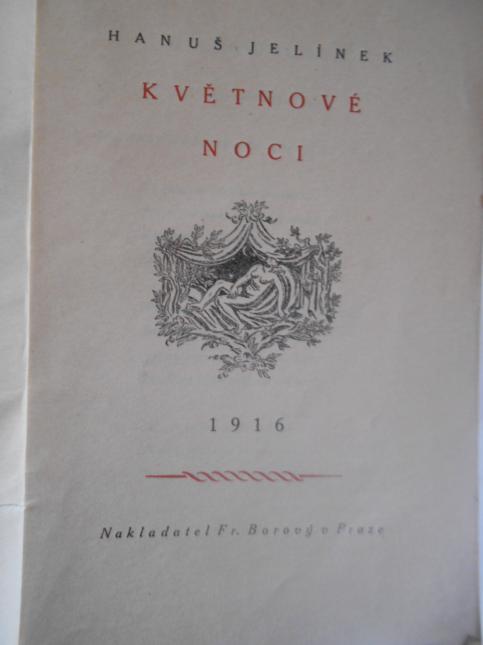 HANUŠ JELÍNEK
KVĚTNOVÉ
NOCI
1916
Nakladatel Fr. Borový v Praze